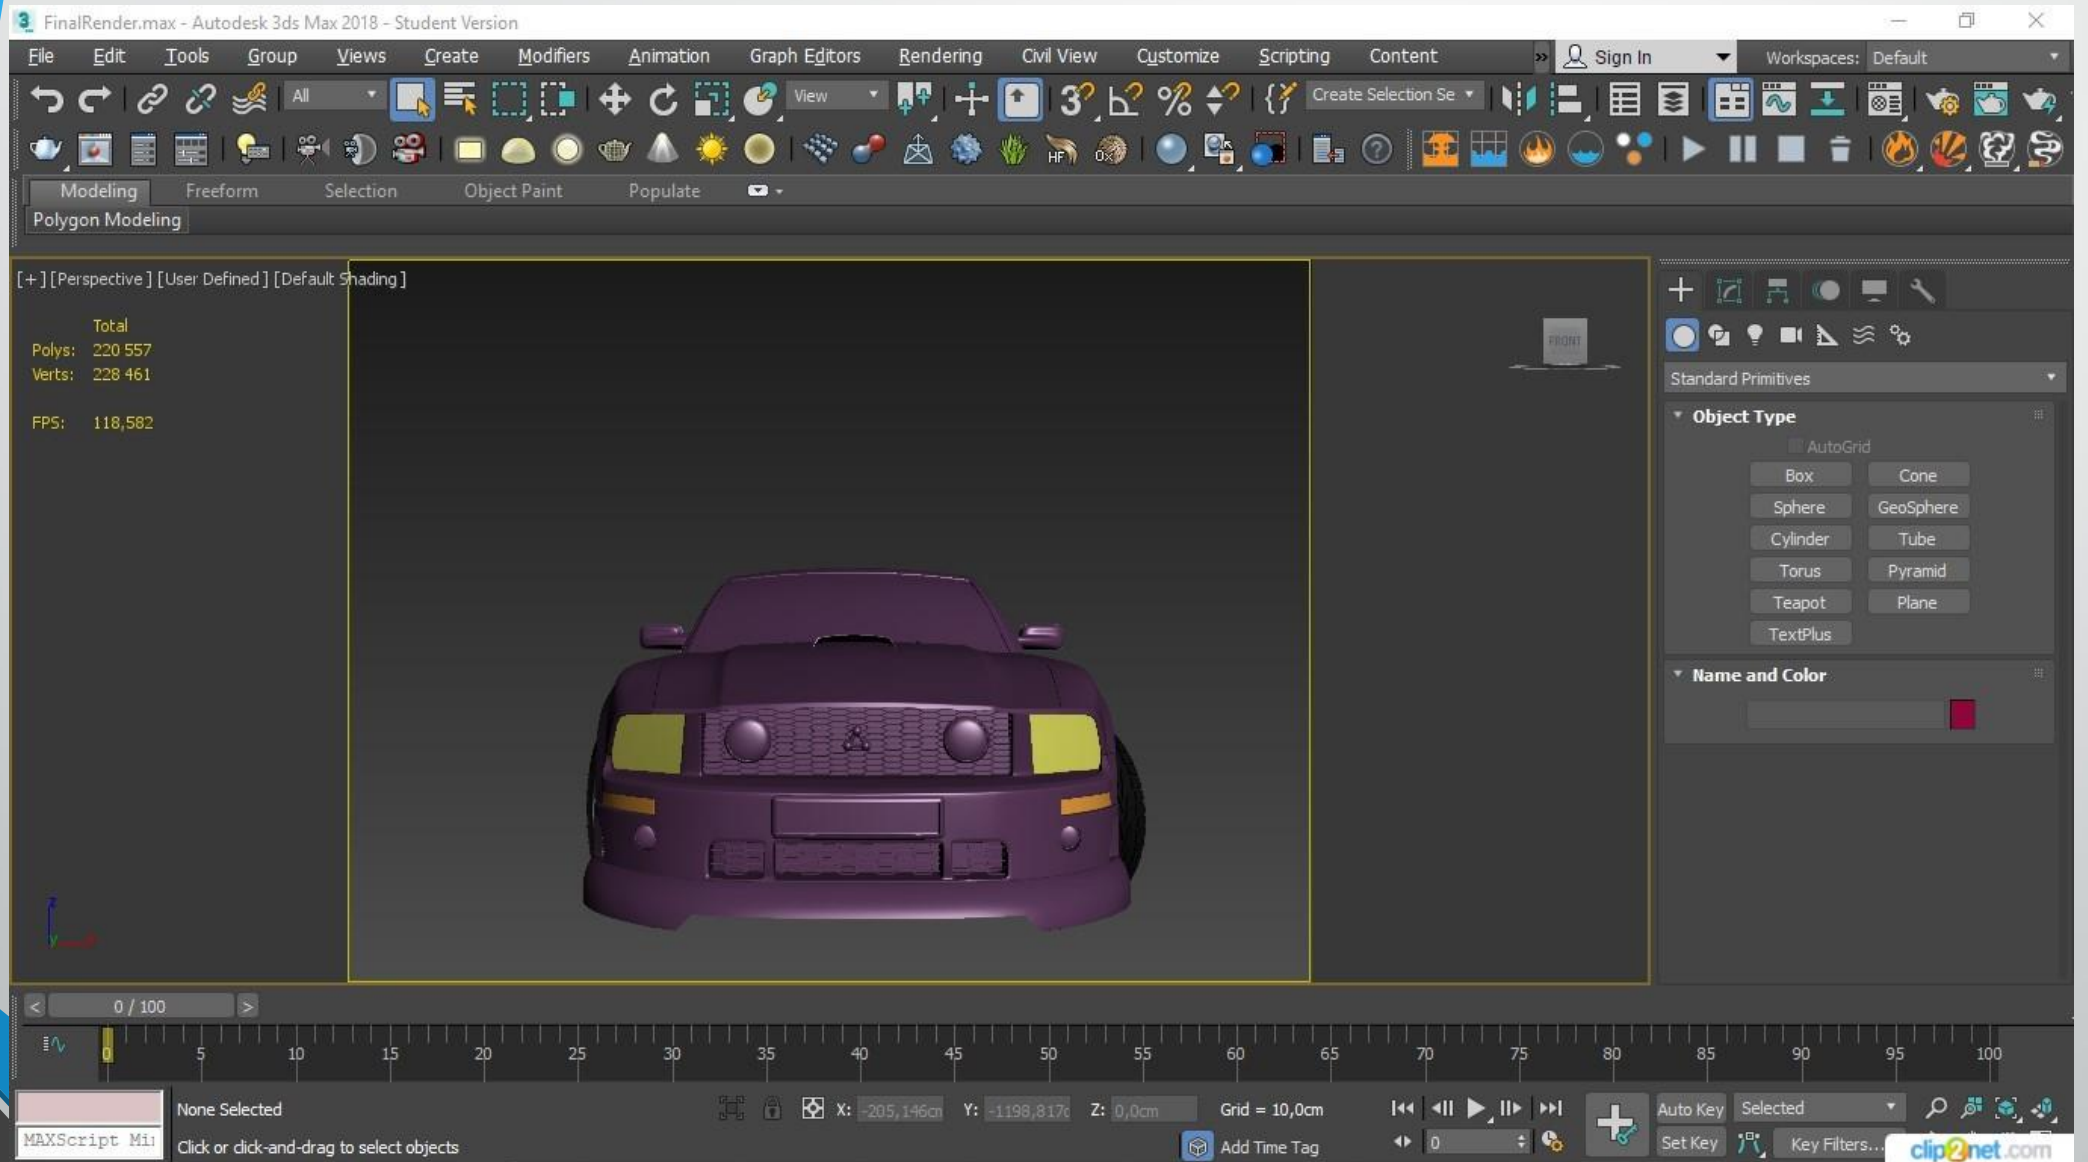 FinalRender.max - Autodesk 3ds Max 2018 - Student Version
File Edit Tools Group Views Create Modifiers Animation Graph Editors Rendering Civil View Customize Scripting Content » Sign In Workspaces: Default
All View Create Selection Se
Modeling Freeform Selection Object Paint Populate
Polygon Modeling
[+] [Perspective] [User Defined] [Default Shading]
Total
Polys: 220 557
Verts: 228 461
FPS: 118,582
FRONT
Standard Primitives
Object Type
AutoGrid
Box Cone
Sphere GeoSphere
Cylinder Tube
Torus Pyramid
Teapot Plane
TextPlus
Name and Color
z
y
< 0 / 100 >
0 5 10 15 20 25 30 35 40 45 50 55 60 65 70 75 80 85 90 95 100
None Selected X: -205,146cm Y: -1198,817c Z: 0,0cm Grid = 10,0cm Auto Key Selected
MAXScript Mi Click or click-and-drag to select objects Add Time Tag 0 Set Key Key Filters...
clip2net.com